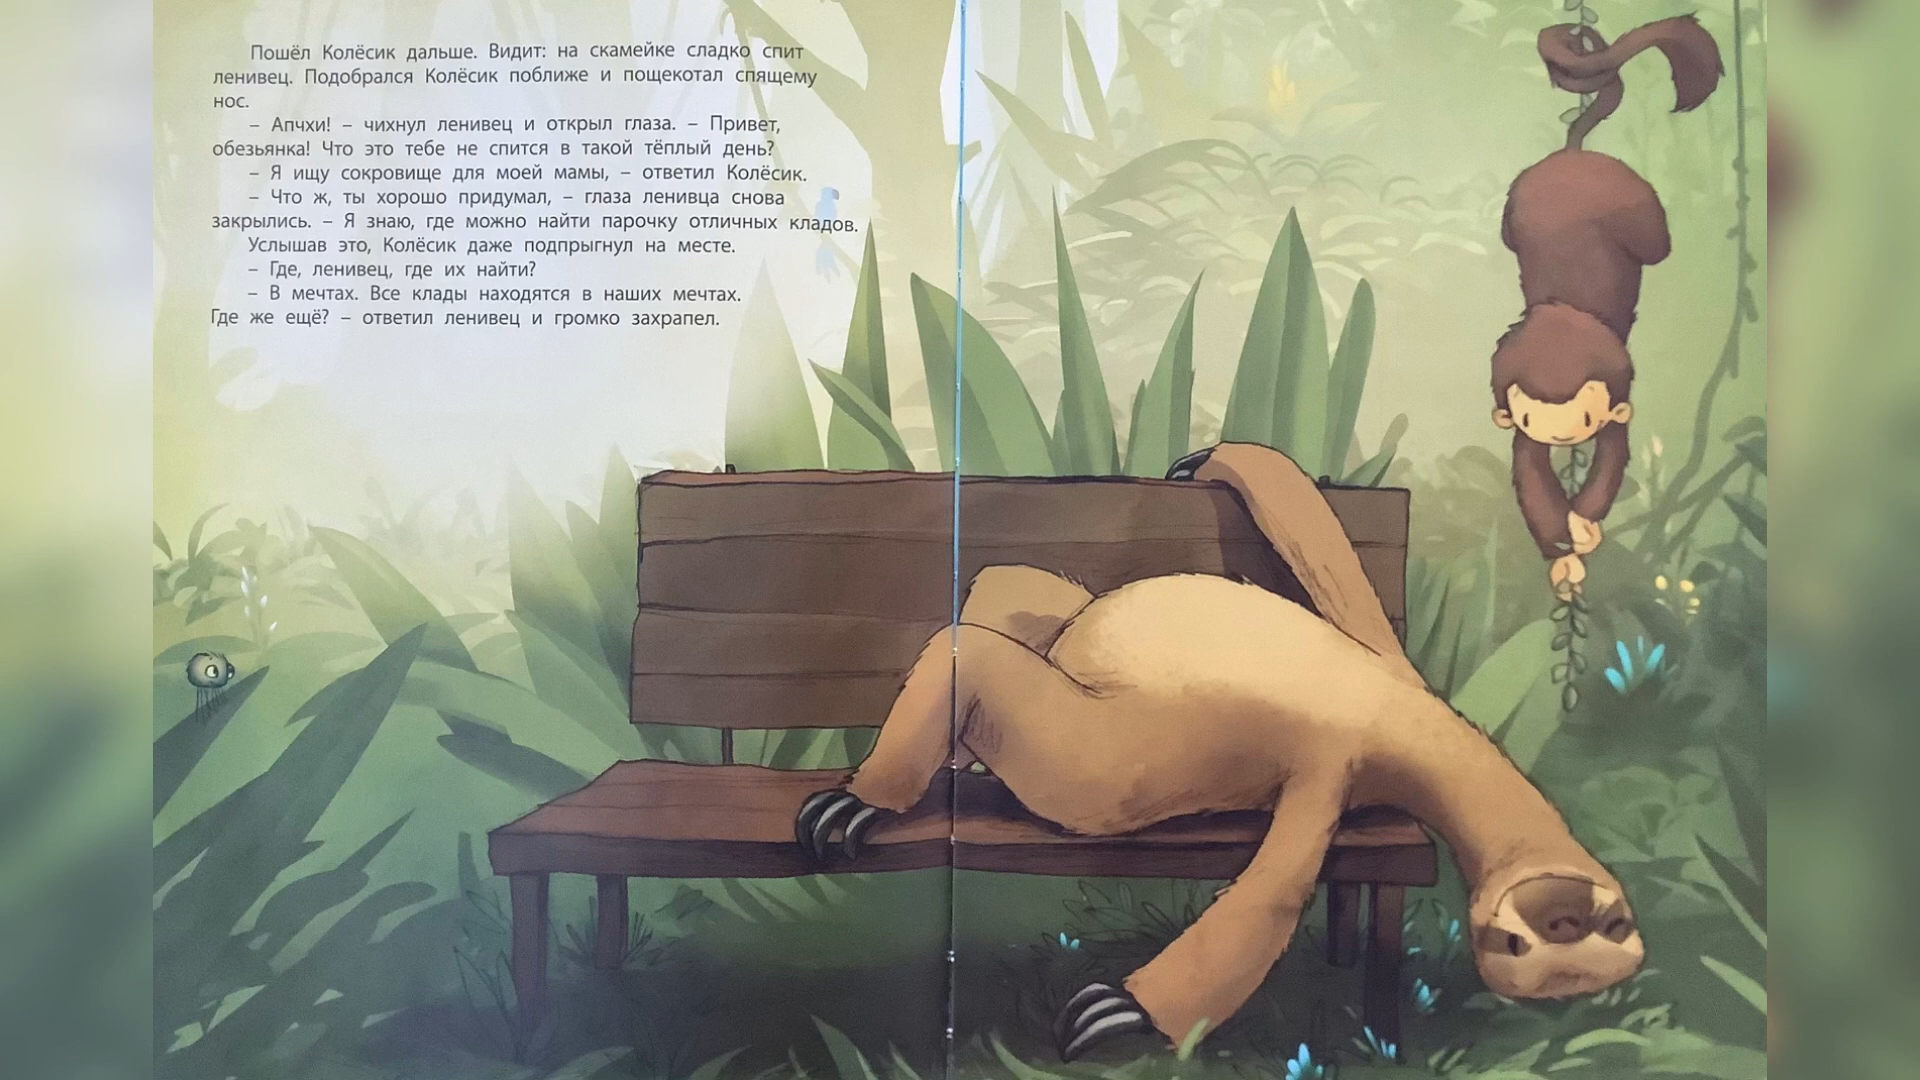 Пошёл Колёсик дальше. Видит: на скамейке сладко спит
ленивец. Подобрался Колёсик поближе и пощекотал спящему
нос.
– Апчхи! – чихнул ленивец и открыл глаза. – Привет,
обезьянка! Что это тебе не спится в такой тёплый день?
– Я ищу сокровище для моей мамы, – ответил Колёсик.
– Что ж, ты хорошо придумал, – глаза ленивца снова
закрылись. – Я знаю, где можно найти парочку отличных кладов.
Услышав это, Колёсик даже подпрыгнул на месте.
– Где, ленивец, где их найти?
– В мечтах. Все клады находятся в наших мечтах.
Где же ещё? – ответил ленивец и громко захрапел.